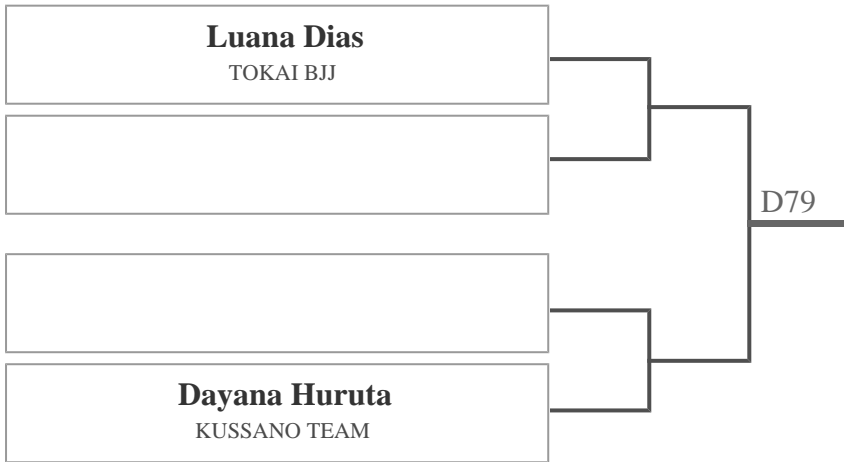 Luana Dias
TOKAI BJJ
D79
Dayana Huruta
KUSSANO TEAM